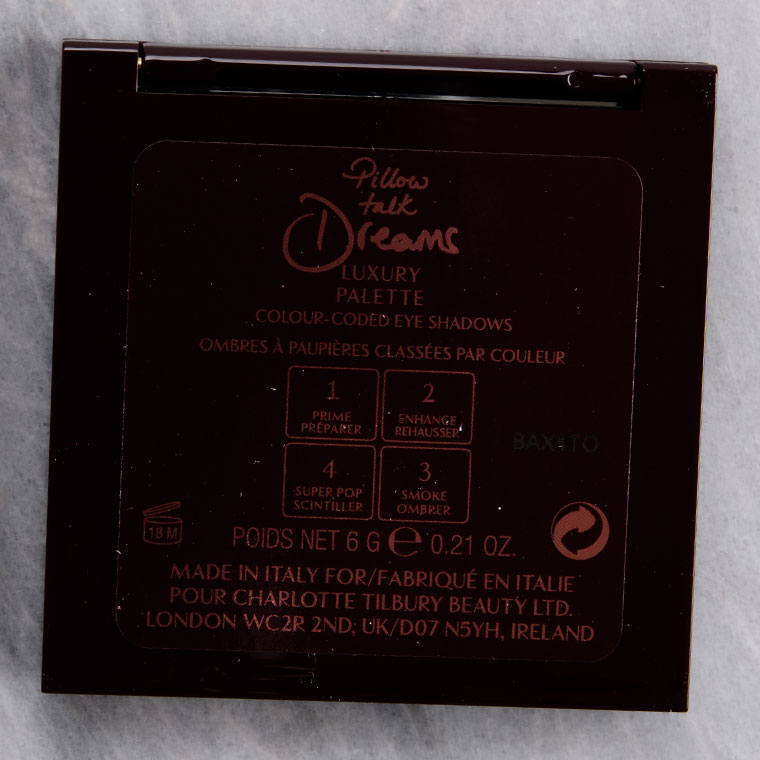 Pillow
talk
Dreams
LUXURY
PALETTE
COLOUR-CODED EYE SHADOWS
OMBRES À PAUPIÈRES CLASSÉES PAR COULEUR
1
PRIME
PRÉPARER
2
ENHANCE
REHAUSSER
4
SUPER POP
SCINTILLER
3
SMOKE
OMBRER
BAX1TO
18 M
POIDS NET 6 G ℮ 0.21 OZ.
MADE IN ITALY FOR/FABRIQUÉ EN ITALIE
POUR CHARLOTTE TILBURY BEAUTY LTD.
LONDON WC2R 2ND, UK/D07 N5YH, IRELAND